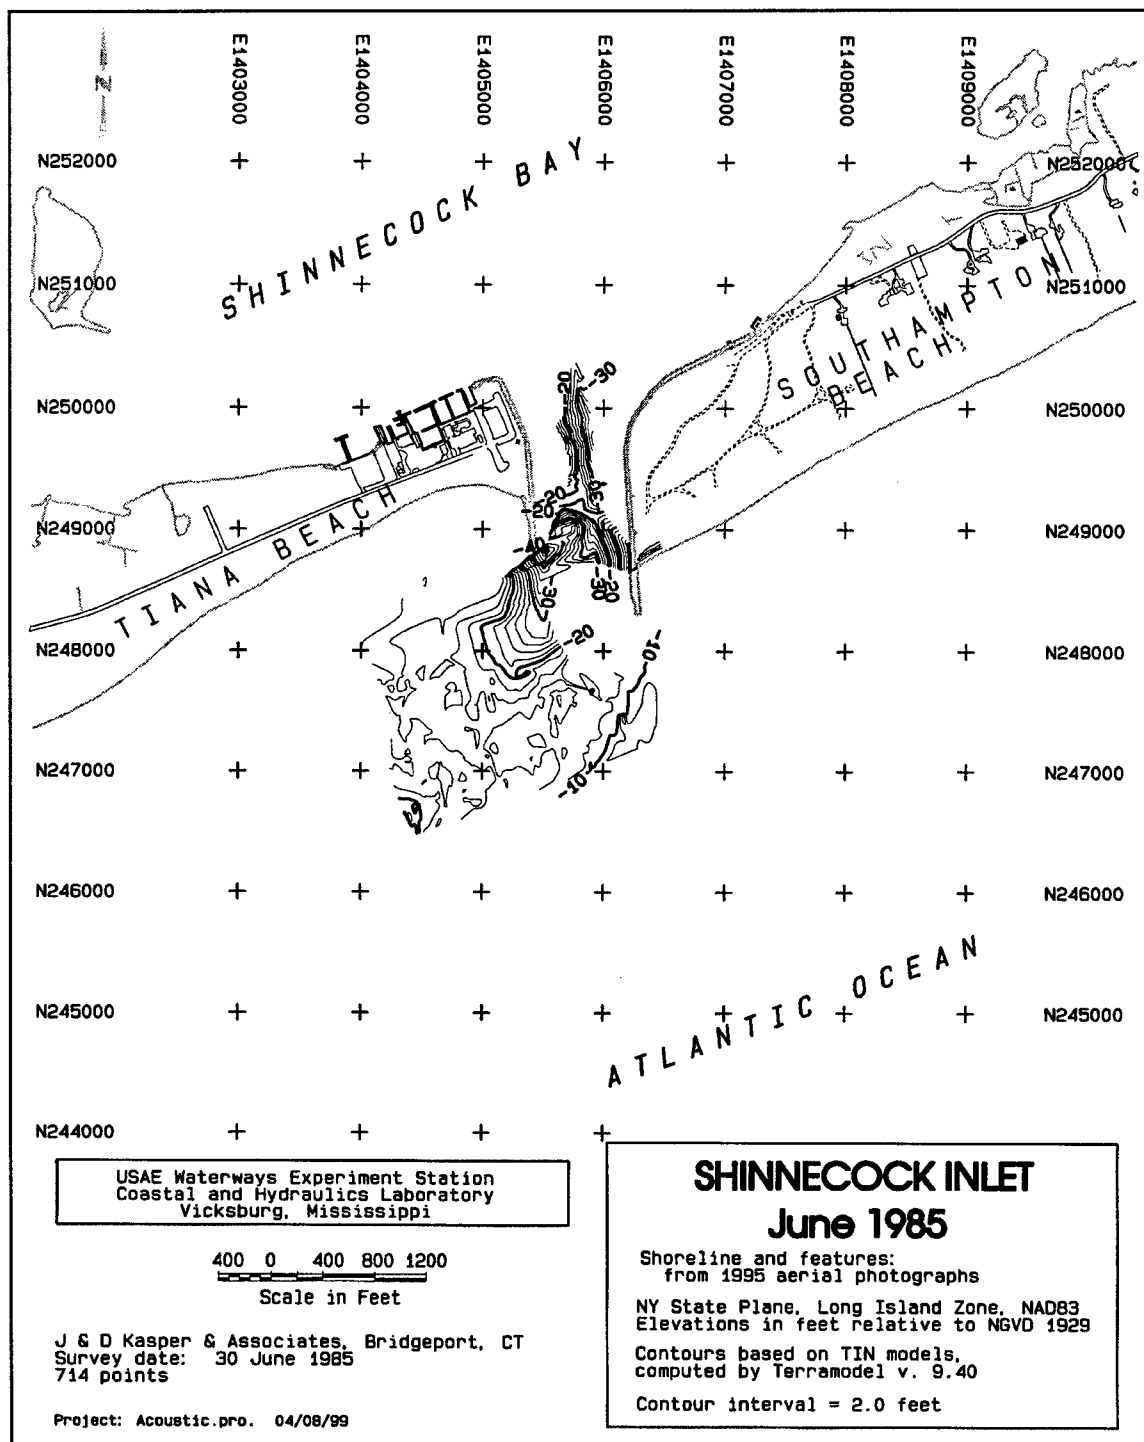 N
E1403000
E1404000
E1405000
E1406000
E1407000
E1408000
E1409000
N252000
N252000
SHINNECOCK BAY
N251000
N251000
SOUTHAMPTON
BEACH
-20
-30
N250000
N250000
-30
-20
-20
N249000
N249000
TIANA BEACH
-40
-30
-30
-20
N248000
-20
-10
N248000
N247000
-10
N247000
N246000
N246000
ATLANTIC OCEAN
N245000
N245000
N244000
USAE Waterways Experiment Station
Coastal and Hydraulics Laboratory
Vicksburg, Mississippi
400 0 400 800 1200
Scale in Feet
J & D Kasper & Associates, Bridgeport, CT
Survey date: 30 June 1985
714 points
Project: Acoustic.pro. 04/08/99
SHINNECOCK INLET
June 1985
Shoreline and features:
from 1995 aerial photographs
NY State Plane, Long Island Zone, NAD83
Elevations in feet relative to NGVD 1929
Contours based on TIN models,
computed by Terramodel v. 9.40
Contour interval = 2.0 feet